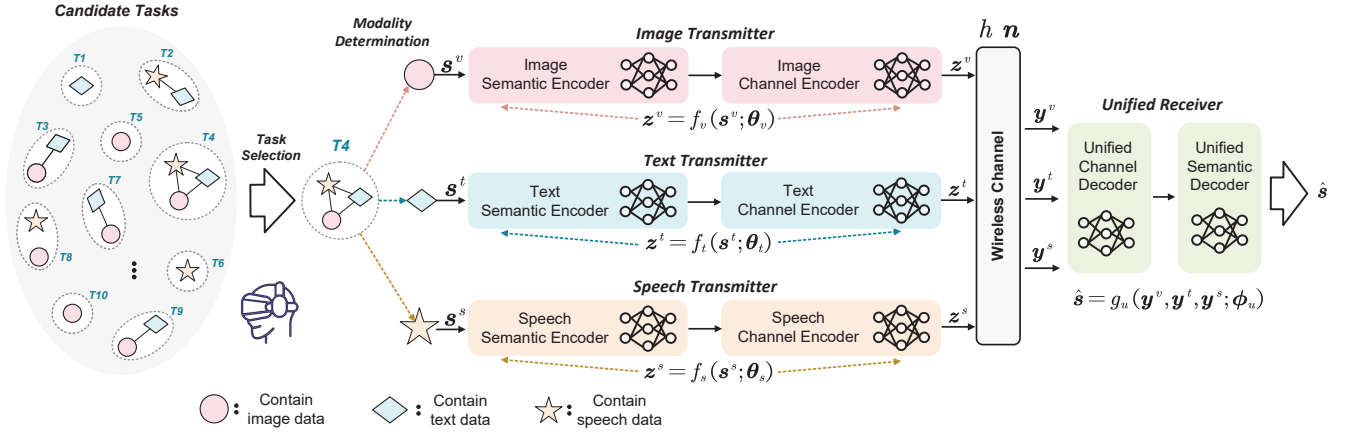 Candidate Tasks
T1
T2
T3
T5
T4
T7
T8
T6
T10
T9
Task
Selection
T4
Modality
Determination
Image Transmitter
s^v
Image
Semantic Encoder
Image
Channel Encoder
z^v
z^v = f_v(s^v; θ_v)
Text Transmitter
s^t
Text
Semantic Encoder
Text
Channel Encoder
z^t
z^t = f_t(s^t; θ_t)
Speech Transmitter
s^s
Speech
Semantic Encoder
Speech
Channel Encoder
z^s
z^s = f_s(s^s; θ_s)
h n
Wireless Channel
y^v
y^t
y^s
Unified Receiver
Unified
Channel
Decoder
Unified
Semantic
Decoder
ŝ
ŝ = g_u(y^v, y^t, y^s; ϕ_u)
: Contain
image data
: Contain
text data
: Contain
speech data